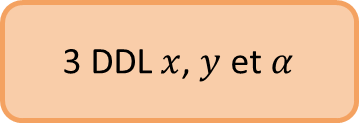 3 DDL 𝑥, 𝑦 et 𝛼